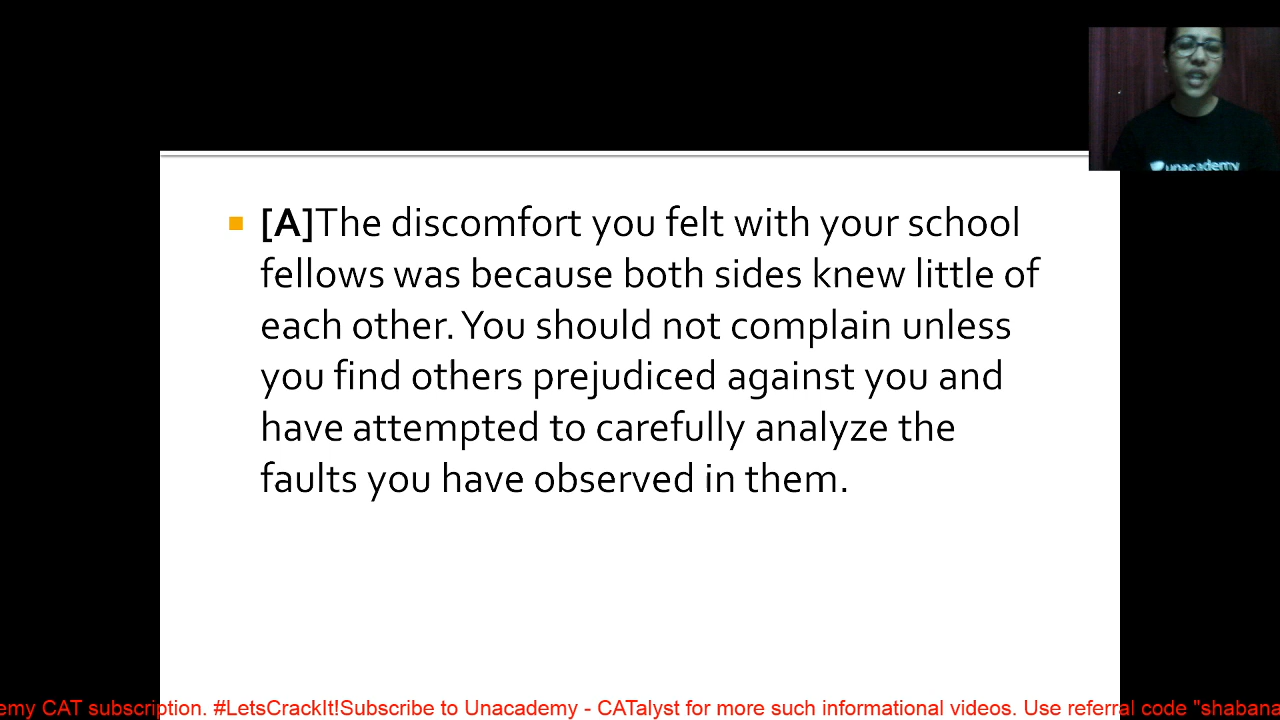 unacademy
[A]The discomfort you felt with your school
fellows was because both sides knew little of
each other. You should not complain unless
you find others prejudiced against you and
have attempted to carefully analyze the
faults you have observed in them.
emy CAT subscription. #LetsCrackIt!Subscribe to Unacademy - CATalyst for more such informational videos. Use referral code "shabana